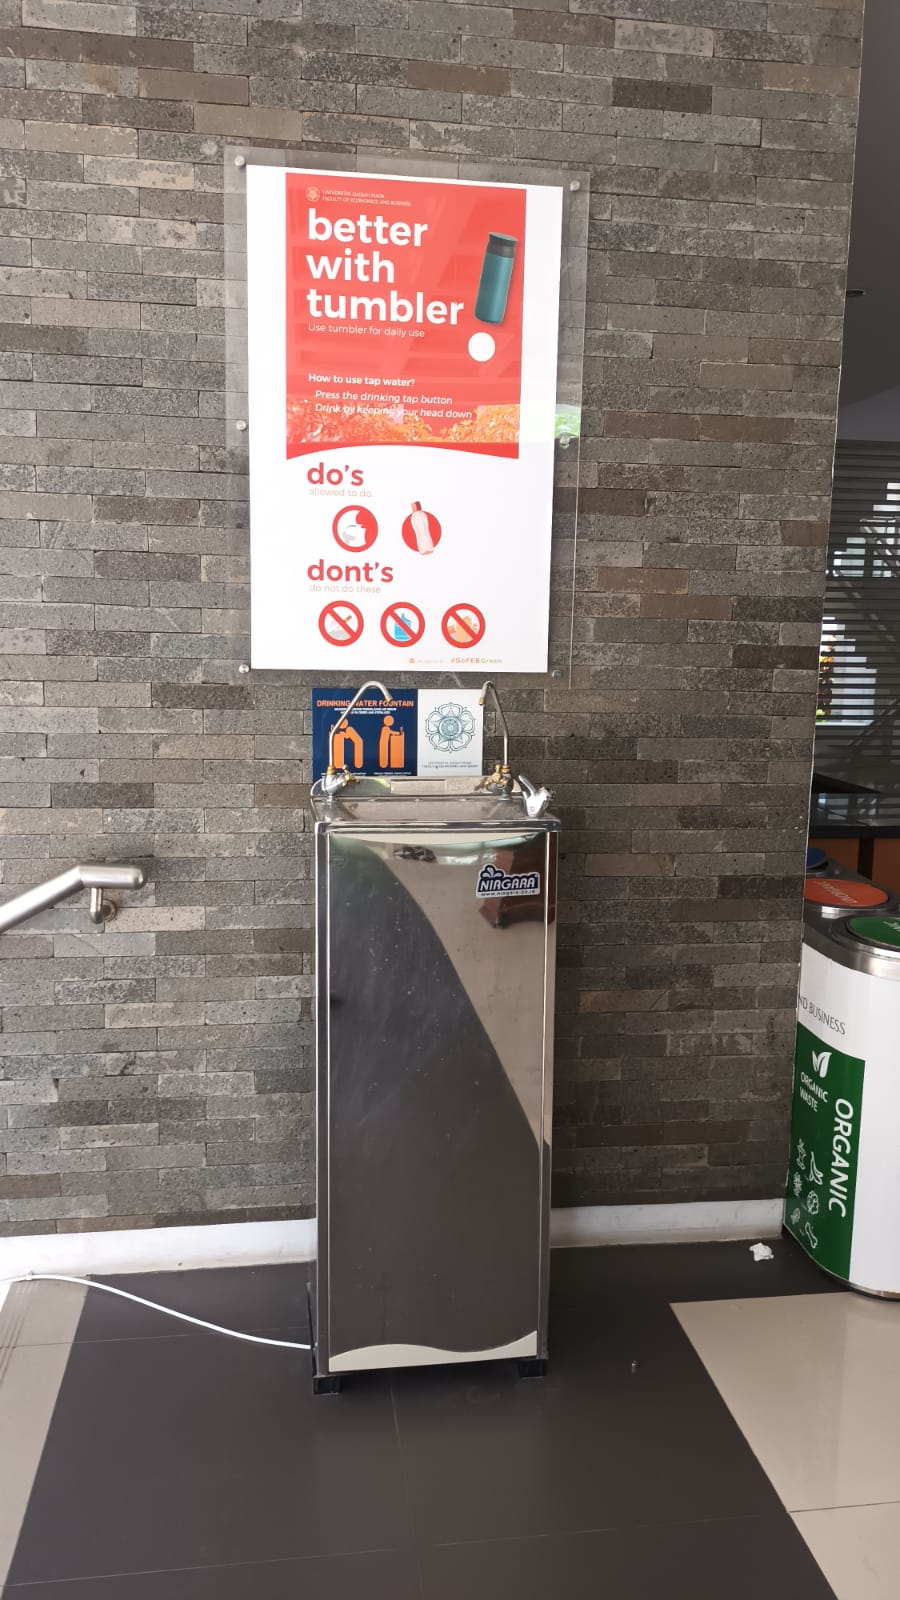 UNIVERSITAS GADJAH MADA
FACULTY OF ECONOMICS AND BUSINESS
better
with
tumbler
Use tumbler for daily use
How to use tap water?
Press the drinking tap button
Drink by keeping your head down
do's
allowed to do:
dont's
do not do these
#GoFEBGreen
DRINKING WATER FOUNTAIN
NIAGARA
www.niagara.co.id
ND BUSINESS
ORGANIC
WASTE
ORGANIC